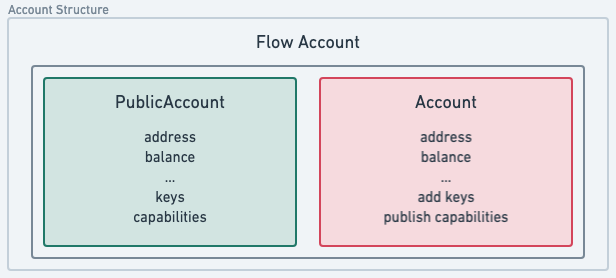 Account Structure
Flow Account
PublicAccount
address
balance
...
keys
capabilities
Account
address
balance
...
add keys
publish capabilities